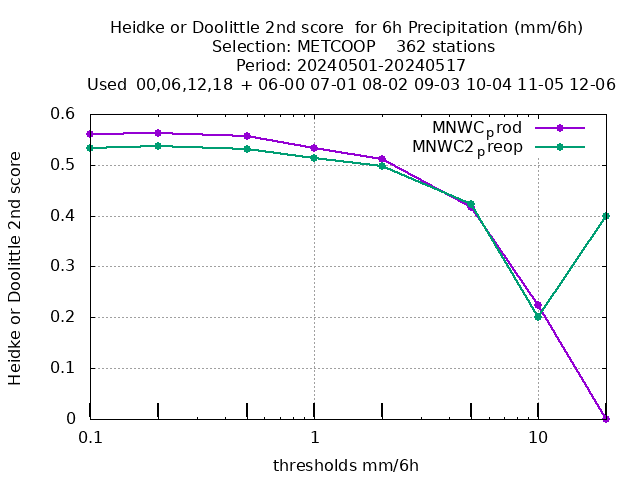 Heidke or Doolittle 2nd score  for 6h Precipitation (mm/6h)
Selection: METCOOP    362 stations
Period: 20240501-20240517
Used  00,06,12,18  + 06-00 07-01 08-02 09-03 10-04 11-05 12-06
MNWCprod
MNWC2preop
Heidke or Doolittle 2nd score
0.6
0.5
0.4
0.3
0.2
0.1
0
0.1 1 10
thresholds mm/6h